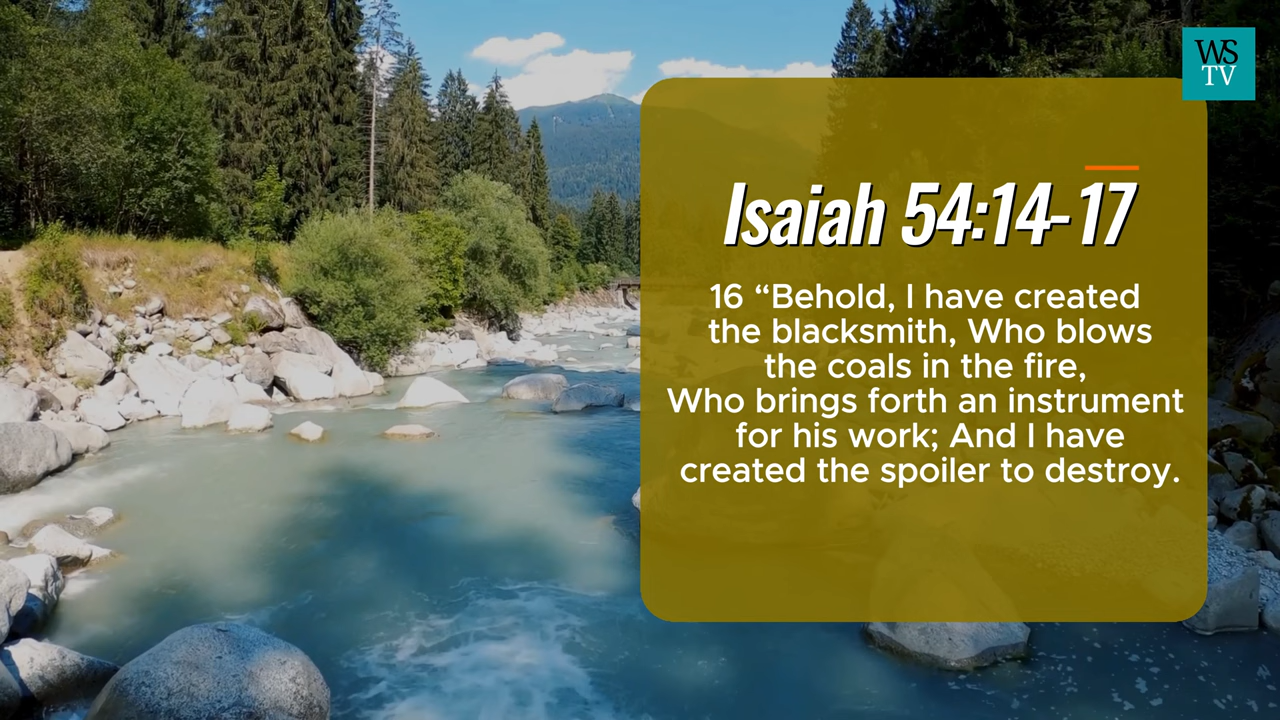 WS
TV
Isaiah 54:14-17
16 “Behold, I have created
the blacksmith, Who blows
the coals in the fire,
Who brings forth an instrument
for his work; And I have
created the spoiler to destroy.